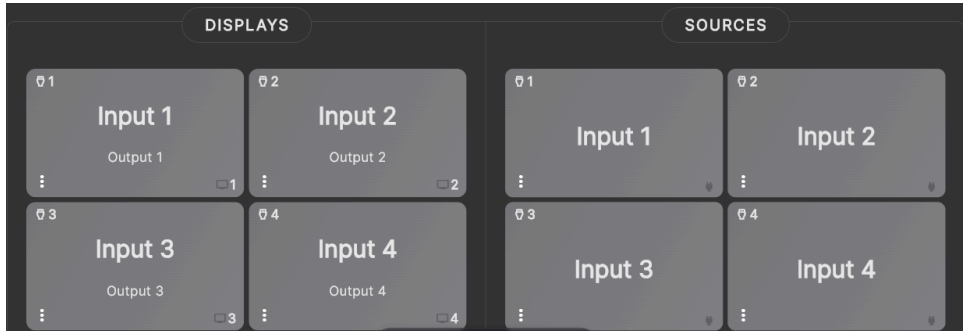 DISPLAYS
1
Input 1
Output 1
1
2
Input 2
Output 2
2
3
Input 3
Output 3
3
4
Input 4
Output 4
4
SOURCES
1
Input 1
2
Input 2
3
Input 3
4
Input 4